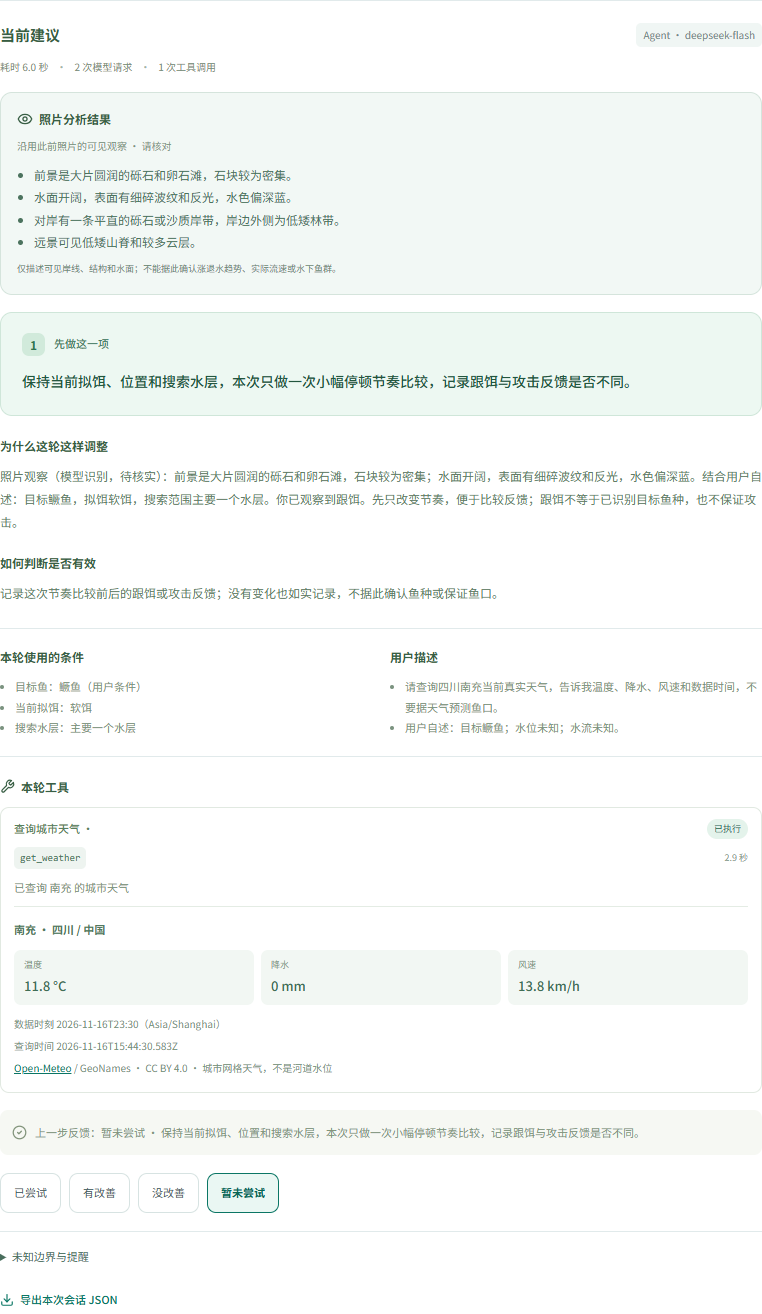 当前建议
Agent · deepseek-flash
耗时 6.0 秒 · 2 次模型请求 · 1 次工具调用
照片分析结果
沿用此前照片的可见观察 · 请核对
前景是大片圆润的砾石和卵石滩，石块较为密集。
水面开阔，表面有细碎波纹和反光，水色偏深蓝。
对岸有一条平直的砾石或沙质岸带，岸边外侧为低矮林带。
远景可见低矮山脊和较多云层。
仅描述可见岸线、结构和水面；不能据此确认涨退水趋势、实际流速或水下鱼群。
1 先做这一项
保持当前拟饵、位置和搜索水层，本次只做一次小幅停顿节奏比较，记录跟饵与攻击反馈是否不同。
为什么这轮这样调整
照片观察（模型识别，待核实）：前景是大片圆润的砾石和卵石滩，石块较为密集；水面开阔，表面有细碎波纹和反光，水色偏深蓝。结合用户自
述：目标鳜鱼，拟饵软饵，搜索范围主要一个水层。你已观察到跟饵。先只改变节奏，便于比较反馈；跟饵不等于已识别目标鱼种，也不保证攻
击。
如何判断是否有效
记录这次节奏比较前后的跟饵或攻击反馈；没有变化也如实记录，不据此确认鱼种或保证鱼口。
本轮使用的条件
目标鱼：鳜鱼（用户条件）
当前拟饵：软饵
搜索水层：主要一个水层
用户描述
请查询四川南充当前真实天气，告诉我温度、降水、风速和数据时间，不
要据天气预测鱼口。
用户自述：目标鳜鱼；水位未知；水流未知。
本轮工具
查询城市天气 ·
已执行
get_weather
2.9 秒
已查询 南充 的城市天气
南充 · 四川 / 中国
温度
11.8 °C
降水
0 mm
风速
13.8 km/h
数据时刻 2026-11-16T23:30（Asia/Shanghai）
查询时间 2026-11-16T15:44:30.583Z
Open-Meteo / GeoNames · CC BY 4.0 · 城市网格天气，不是河道水位
上一步反馈：暂未尝试 · 保持当前拟饵、位置和搜索水层，本次只做一次小幅停顿节奏比较，记录跟饵与攻击反馈是否不同。
已尝试
有改善
没改善
暂未尝试
未知边界与提醒
导出本次会话 JSON